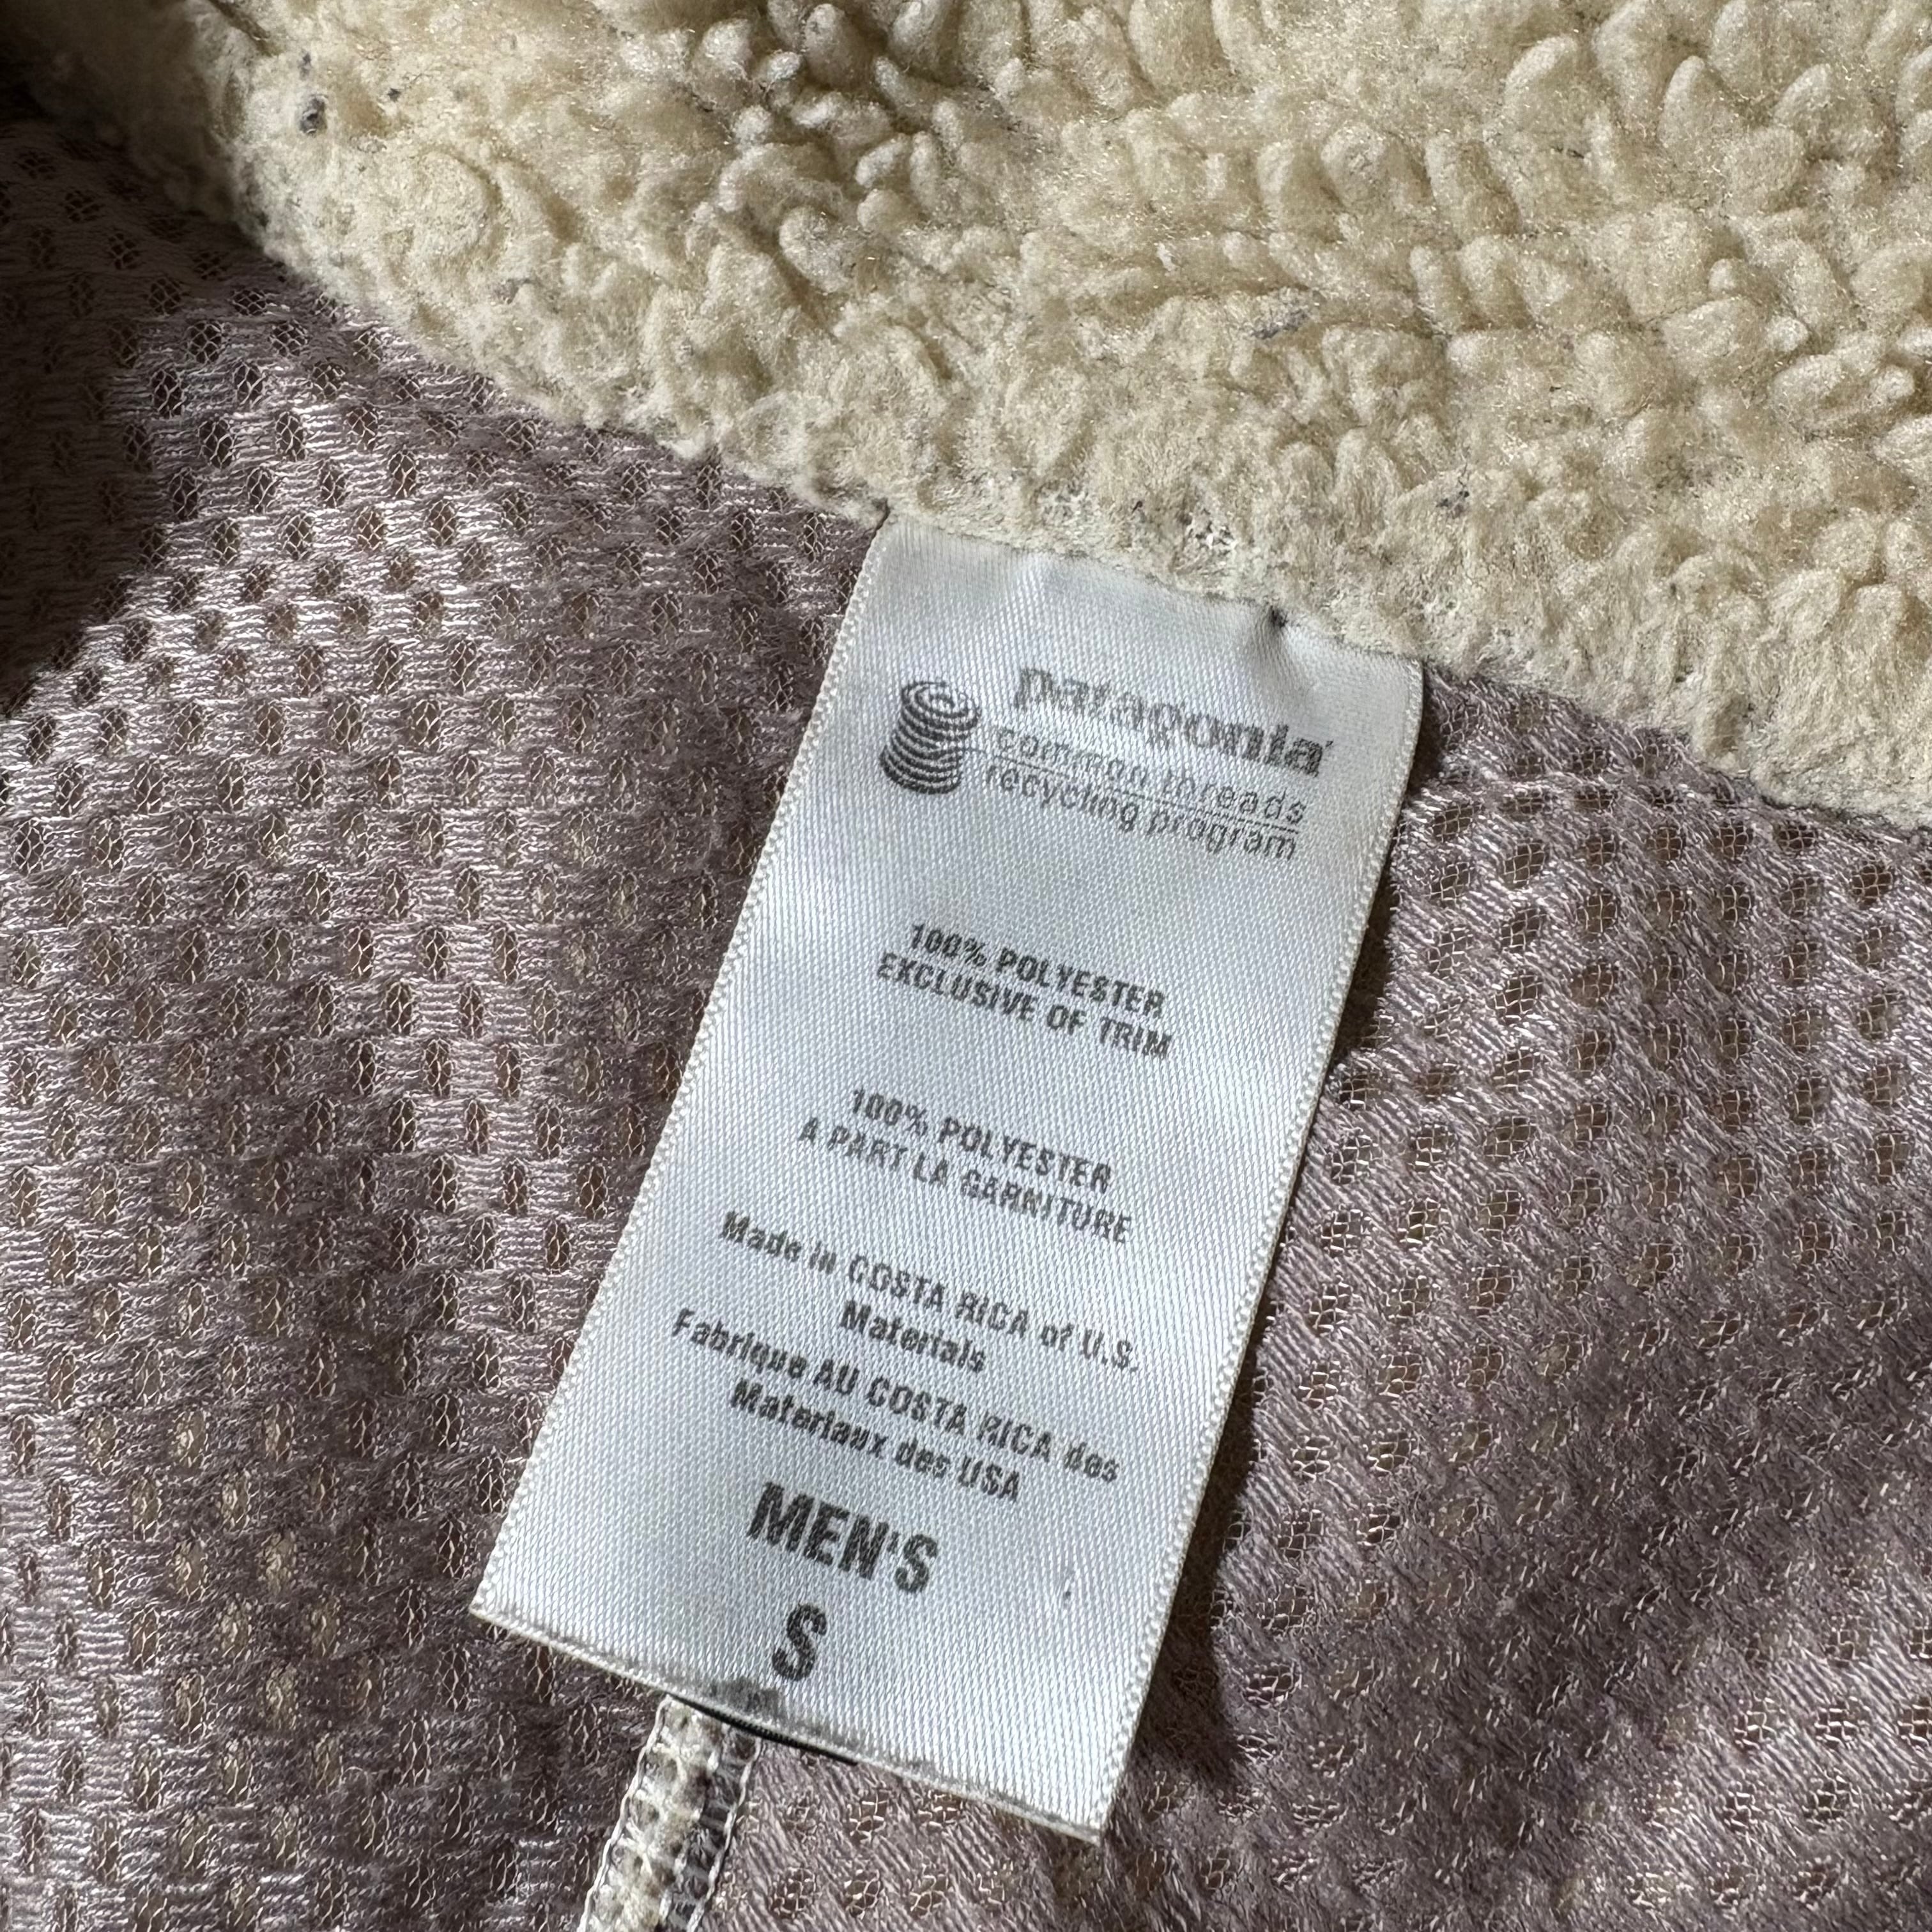 patagonia
common threads
recycling program
100% POLYESTER
EXCLUSIVE OF TRIM
100% POLYESTER
A PART LA GARNITURE
Made in COSTA RICA of U.S.
Materials
Fabrique AU COSTA RICA des
Materiaux des USA
MEN'S
S